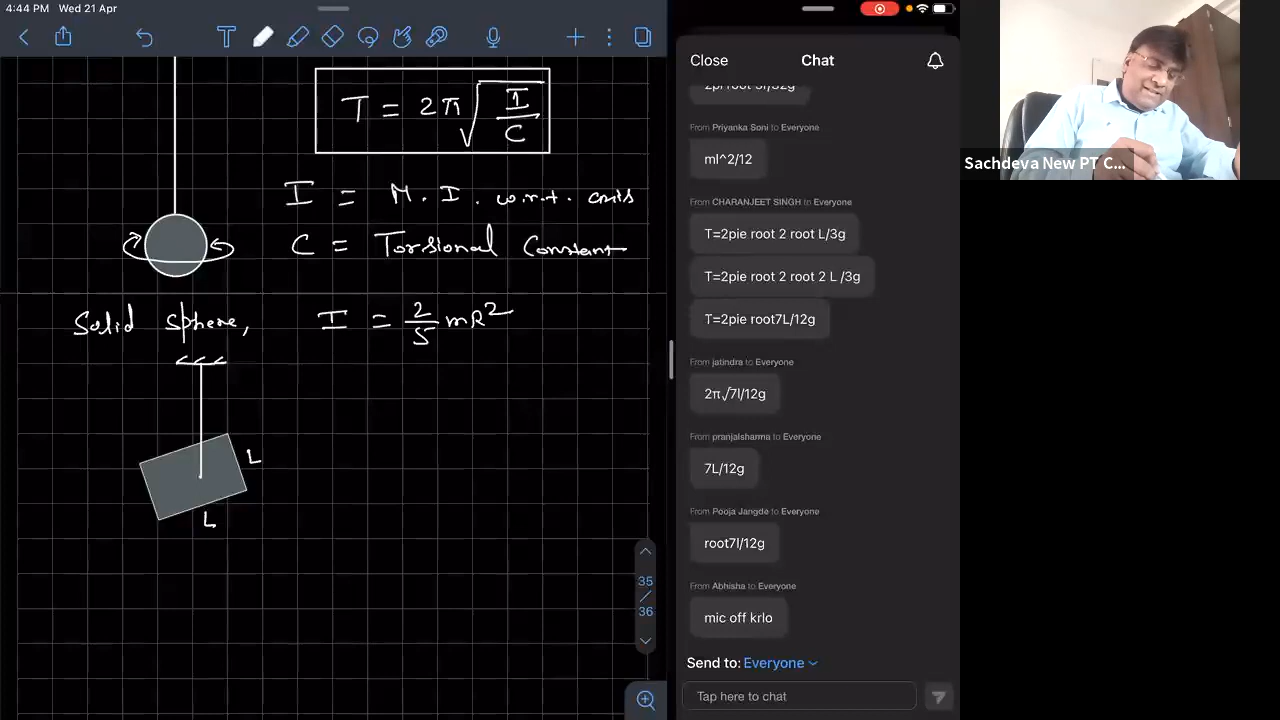 4:44 PM Wed 21 Apr
T = 2π√(I/C)
I = M.I. w.r.t. axis
C = Torsional Constant
Solid sphere, I = 2/5 mR²
L
L
35
36
Close Chat
From Priyanka Soni to Everyone
ml^2/12
From CHARANJEET SINGH to Everyone
T=2pie root 2 root L/3g
T=2pie root 2 root 2 L /3g
T=2pie root7L/12g
From jatindra to Everyone
2π√7l/12g
From pranjalsharma to Everyone
7L/12g
From Pooja Jangde to Everyone
root7l/12g
From Abhisha to Everyone
mic off krlo
Send to: Everyone
Tap here to chat
Sachdeva New PT C...